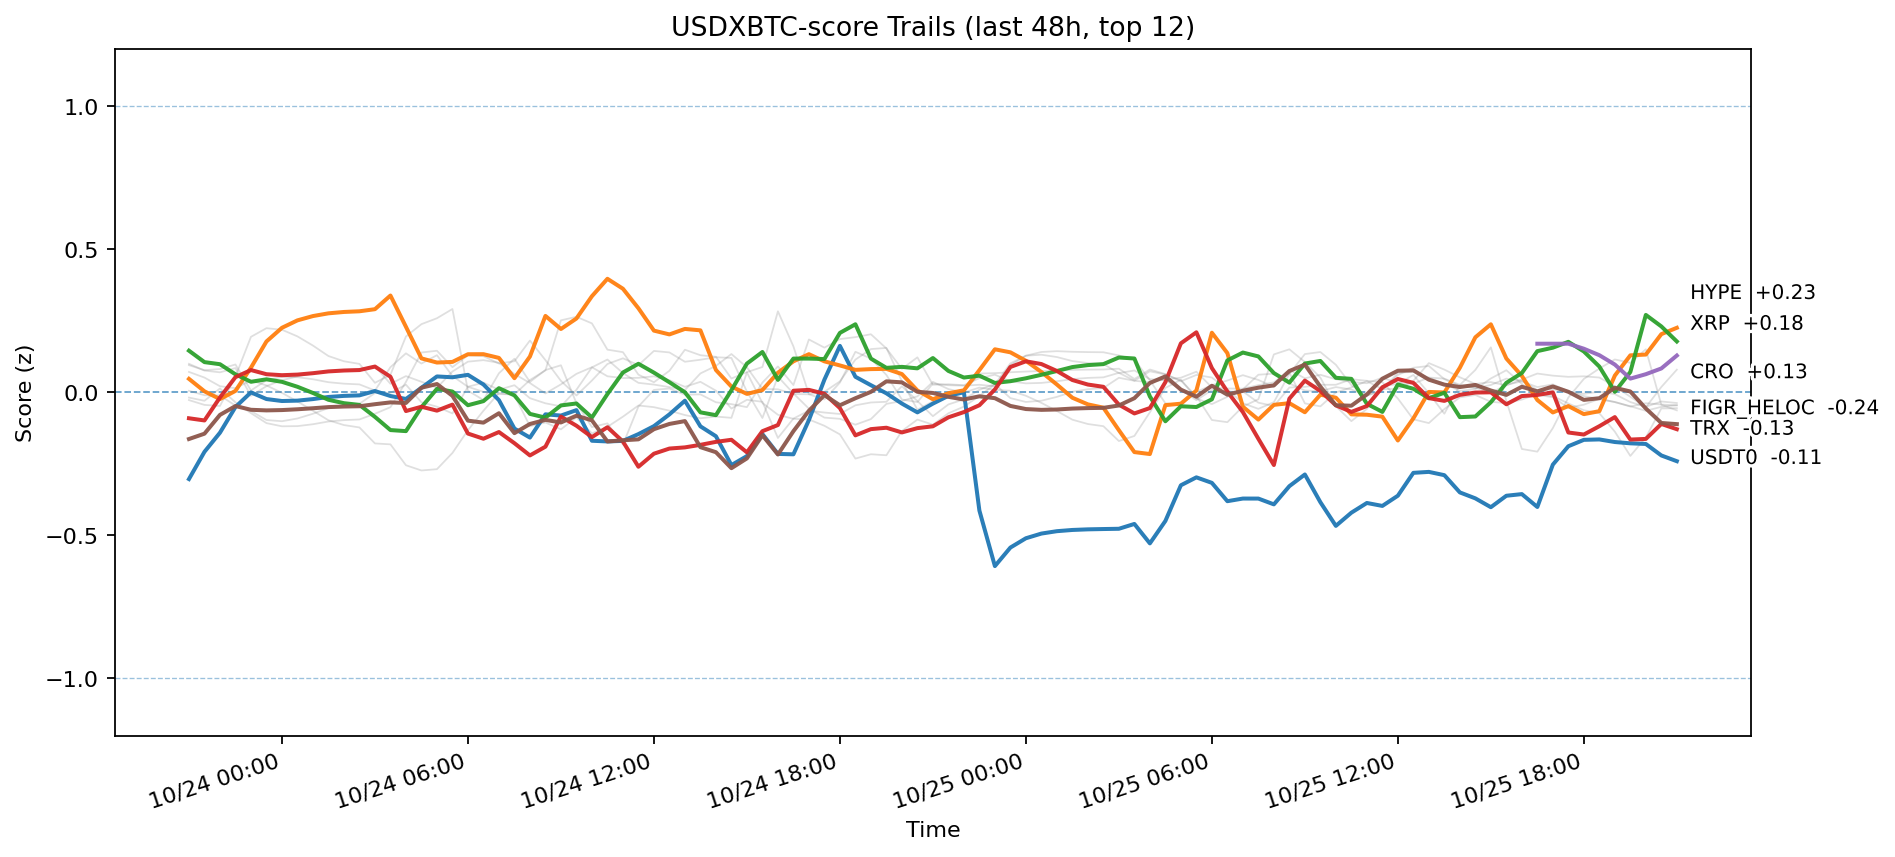 USDXBTC-score Trails (last 48h, top 12)
Score (z)
1.0
0.5
0.0
−0.5
−1.0
HYPE +0.23
XRP +0.18
CRO +0.13
FIGR_HELOC -0.24
TRX -0.13
USDT0 -0.11
10/24 00:00
10/24 06:00
10/24 12:00
10/24 18:00
10/25 00:00
10/25 06:00
10/25 12:00
10/25 18:00
Time